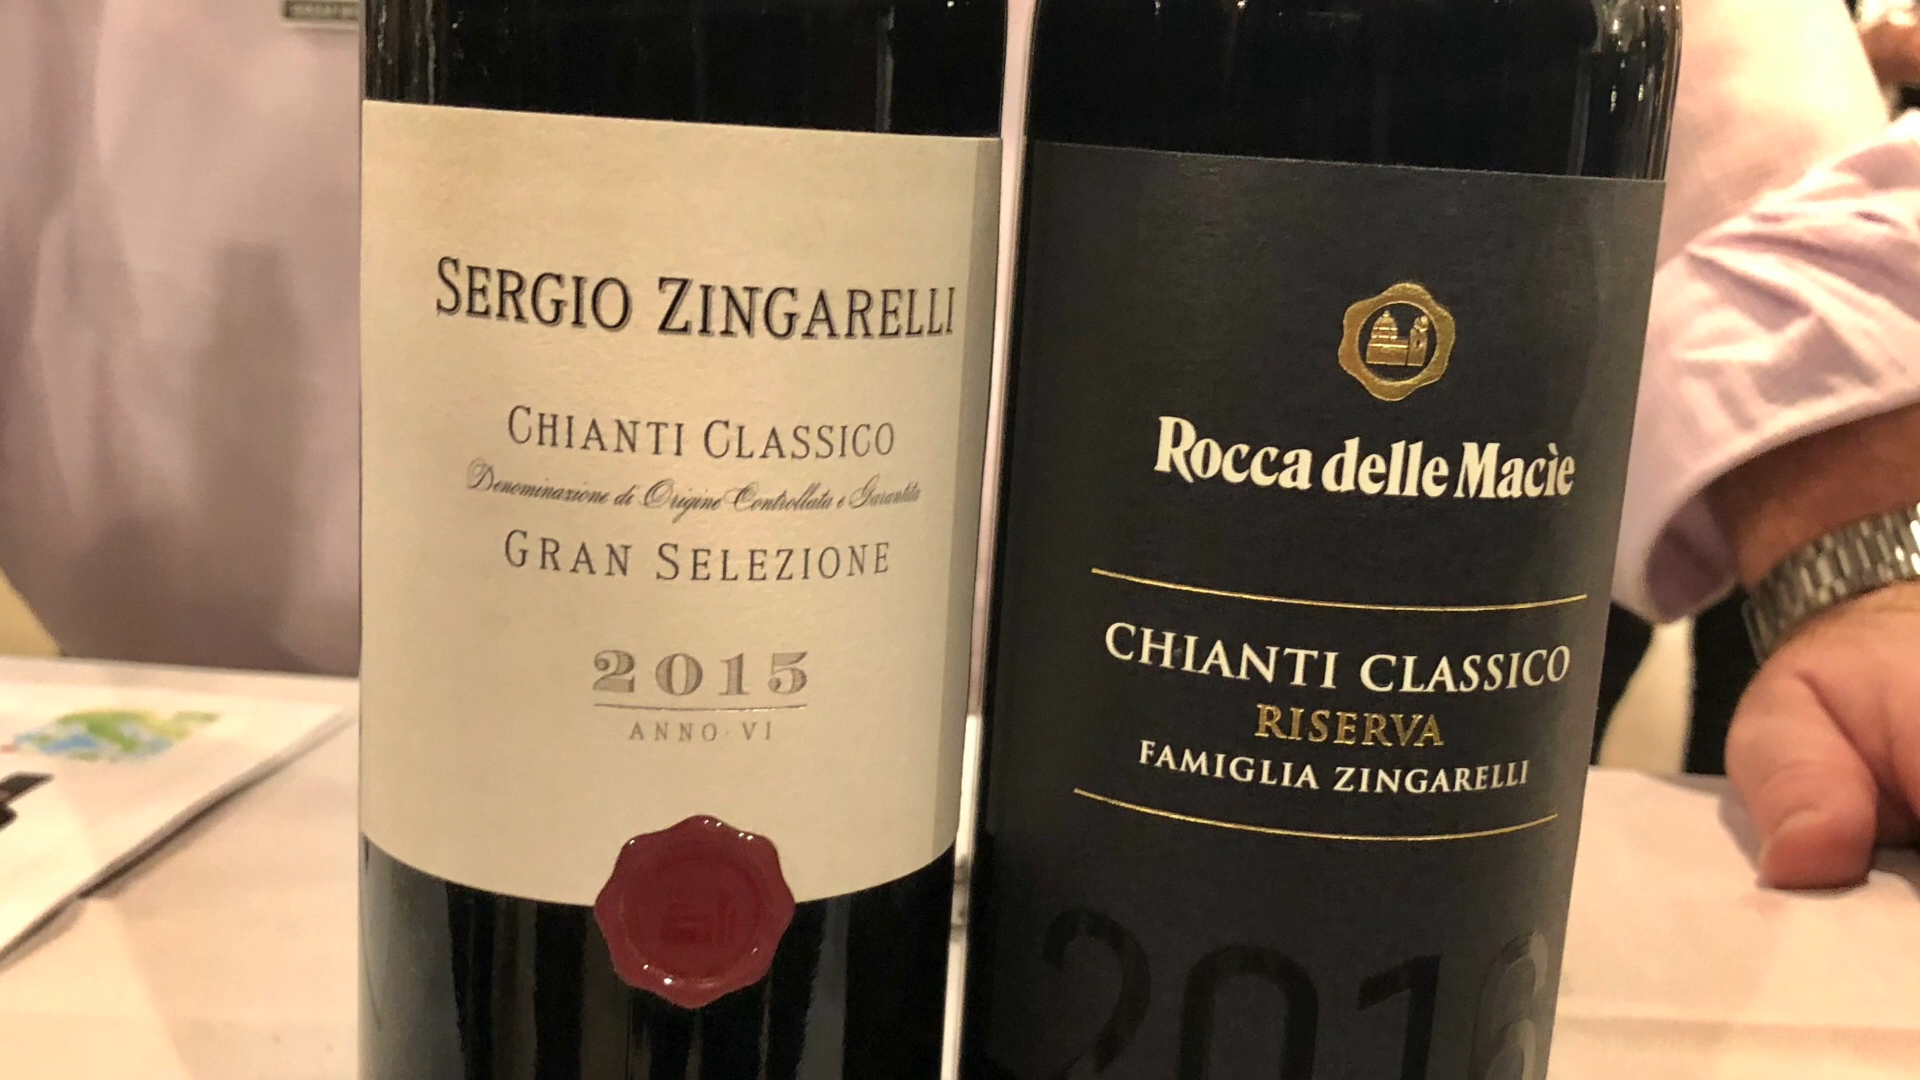 SERGIO ZINGARELLI
CHIANTI CLASSICO
Denominazione di Origine Controllata e Garantita
GRAN SELEZIONE
2015
ANNO · VI
Rocca delle Macìe
CHIANTI CLASSICO
RISERVA
FAMIGLIA ZINGARELLI
2016